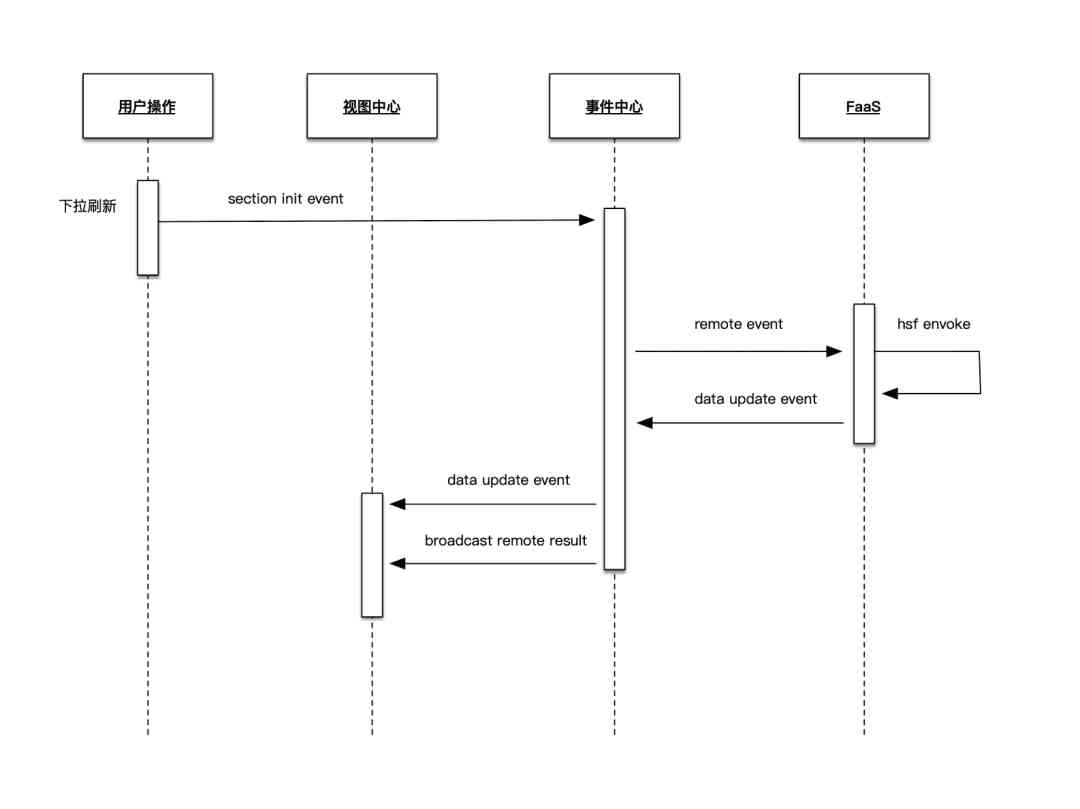 用户操作
视图中心
事件中心
FaaS
下拉刷新
section init event
remote event
hsf envoke
data update event
data update event
broadcast remote result